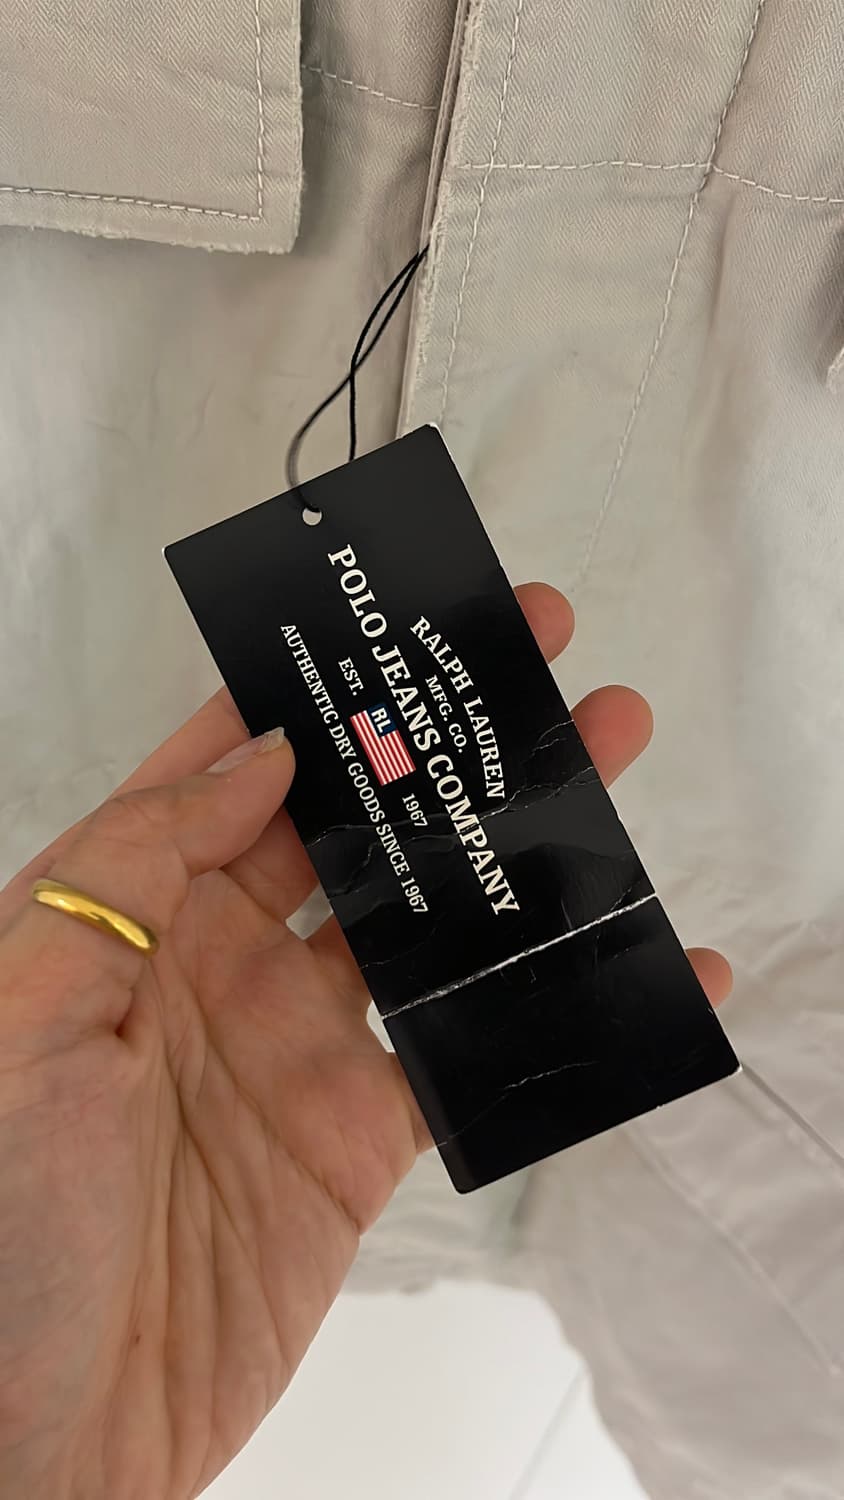 RALPH LAUREN
MFG. CO.
POLO JEANS COMPANY
EST. RL 1967
AUTHENTIC DRY GOODS SINCE 1967